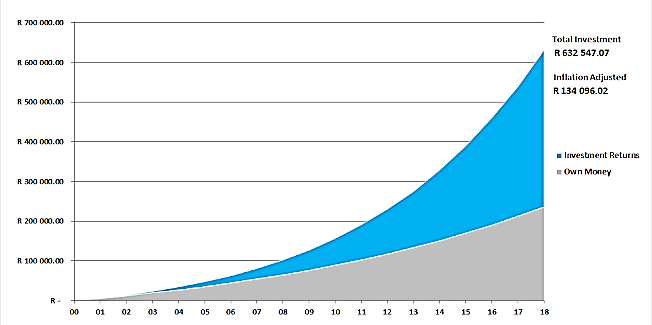 R 700 000.00
R 600 000.00
R 500 000.00
R 400 000.00
R 300 000.00
R 200 000.00
R 100 000.00
R -
00 01 02 03 04 05 06 07 08 09 10 11 12 13 14 15 16 17 18
Total Investment
R 632 547.07
Inflation Adjusted
R 134 096.02
Investment Returns
Own Money